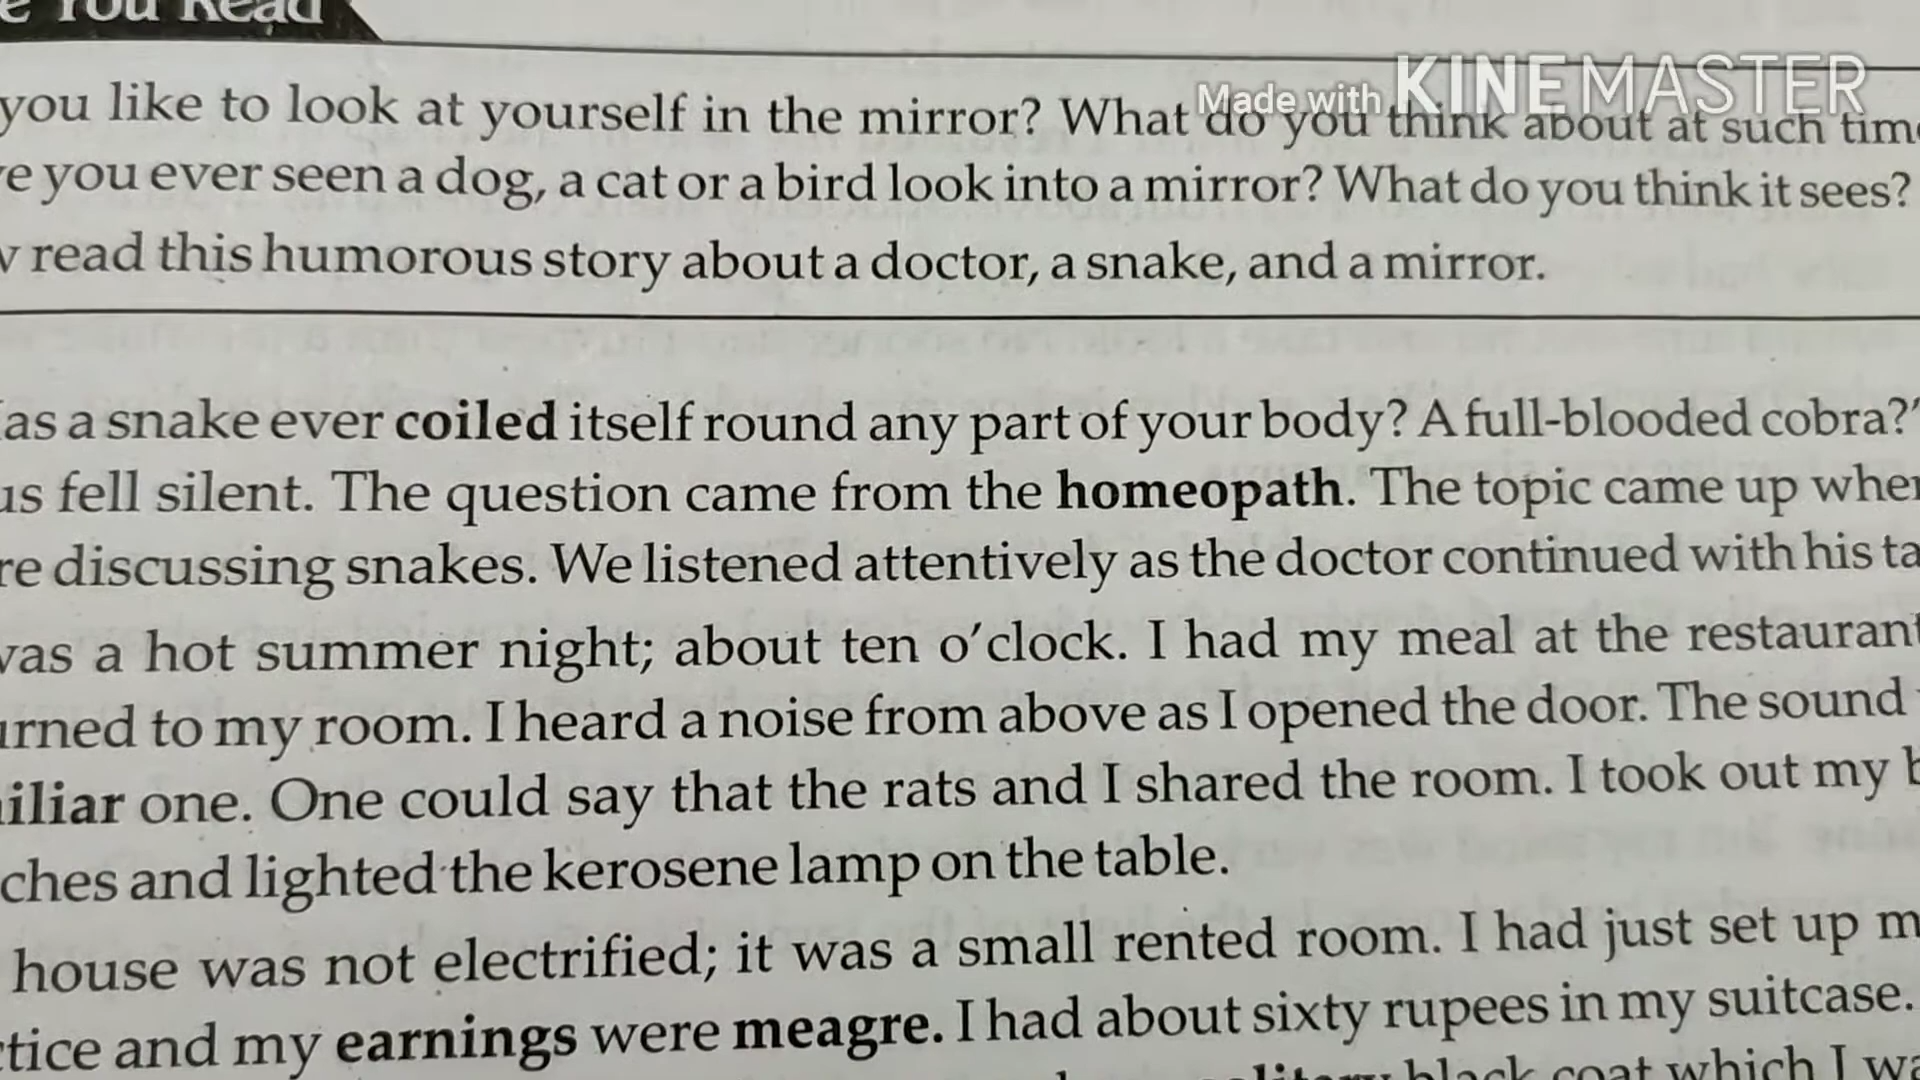 You Read
Made with KINEMASTER
you like to look at yourself in the mirror? What do you think about at such
you ever seen a dog, a cat or a bird look into a mirror? What do you think it sees?
read this humorous story about a doctor, a snake, and a mirror.
as a snake ever coiled itself round any part of your body? A full-blooded cobra?'
us fell silent. The question came from the homeopath. The topic came up
discussing snakes. We listened attentively as the doctor continued with his
was a hot summer night; about ten o'clock. I had my meal at the restaurant
urned to my room. I heard a noise from above as I opened the door. The sound
iliar one. One could say that the rats and I shared the room. I took out my
ches and lighted the kerosene lamp on the table.
house was not electrified; it was a small rented room. I had just set up
tice and my earnings were meagre. I had about sixty rupees in my suitcase.
black coat which I